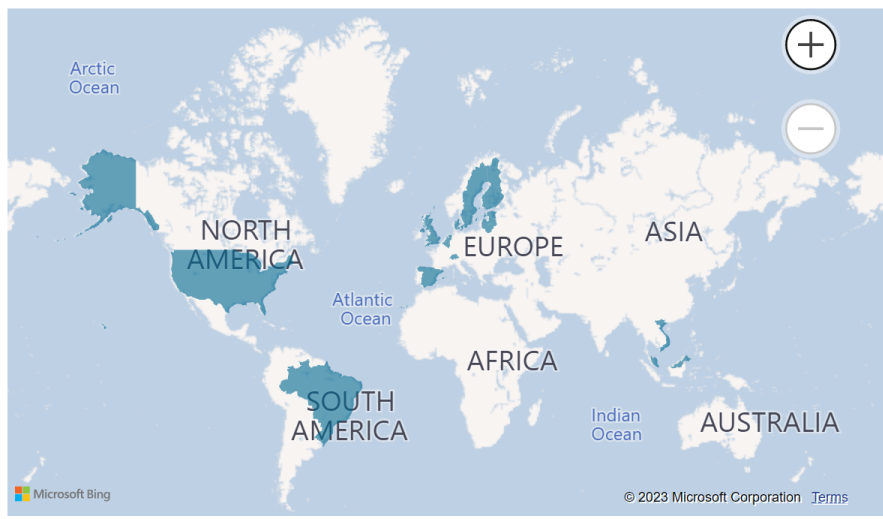 Arctic
Ocean
NORTH
AMERICA
EUROPE
ASIA
Atlantic
Ocean
AFRICA
SOUTH
AMERICA
Indian
Ocean
AUSTRALIA
Microsoft Bing
© 2023 Microsoft Corporation Terms